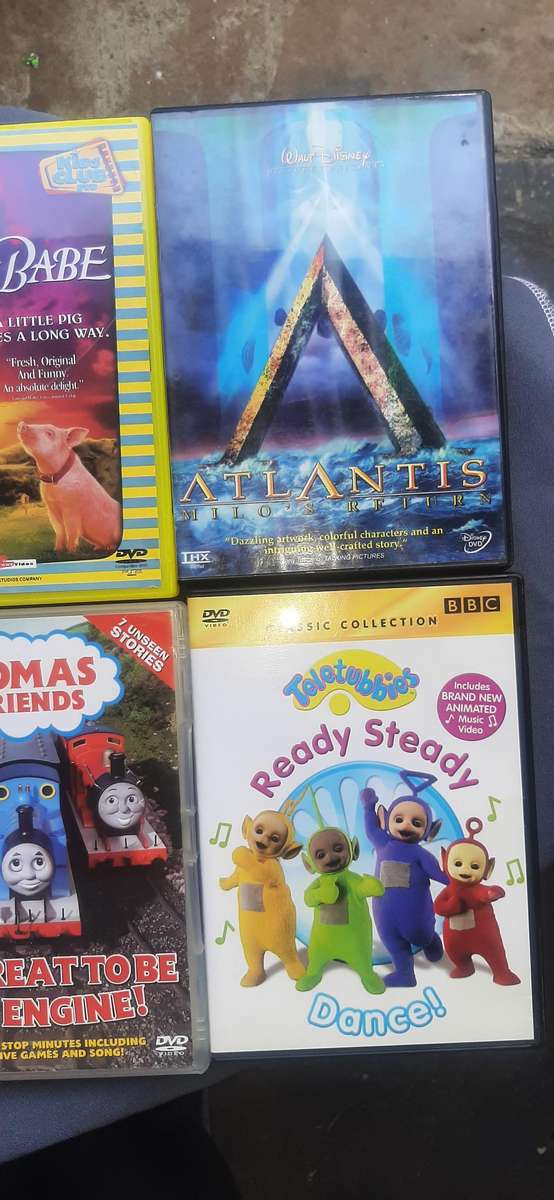 Kids
CLUB
BABE
A LITTLE PIG
ES A LONG WAY.
"Fresh, Original
And Funny.
An absolute delight."
Video
DVD
STUDIOS COMPANY
WALT DISNEY
ATLANTIS
MILO'S RETURN
"Dazzling artwork, colorful characters and an
intriguing well-crafted story."
TALKING PICTURES
THX
Disney
DVD
7 UNSEEN
STORIES
OMAS
RIENDS
REAT TO BE
ENGINE!
STOP MINUTES INCLUDING
IVE GAMES AND SONG!
DVD
VIDEO
DVD
VIDEO
CLASSIC COLLECTION
BBC
Teletubbies
Includes
BRAND NEW
ANIMATED
Music
Video
Ready Steady
Dance!